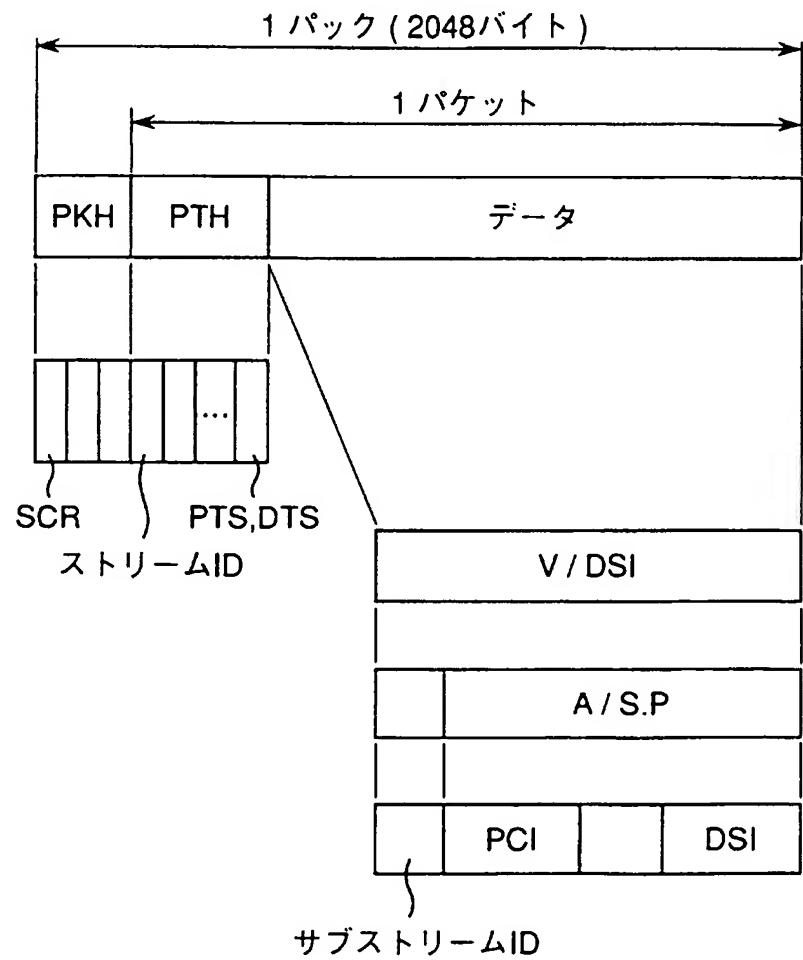 1 パック ( 2048バイト )
1 パケット
PKH PTH データ
...
SCR PTS,DTS
ストリームID
V / DSI
A / S.P
PCI DSI
サブストリームID